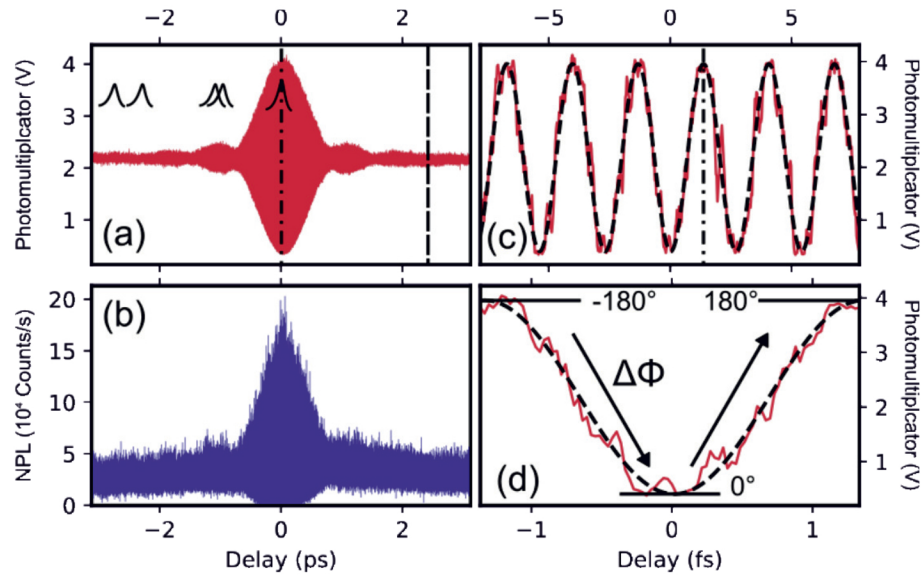 −2 0 2
−5 0 5
Photomultiplicator (V)
4
3
2
1
(a)
(c)
4
3
2
1
Photomultiplicator (V)
NPL (10⁴ Counts/s)
20
15
10
5
0
(b)
-180° 180°
ΔΦ
0°
(d)
4
3
2
1
Photomultiplicator (V)
−2 0 2
Delay (ps)
−1 0 1
Delay (fs)